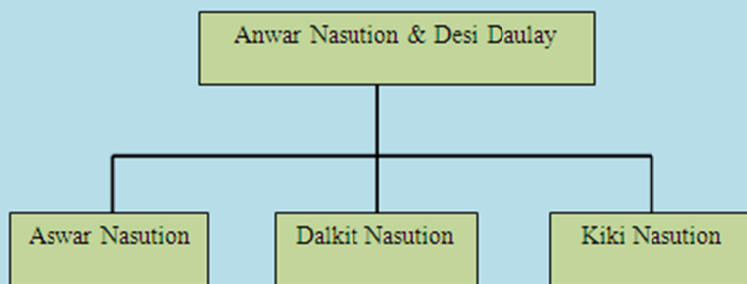 Anwar Nasution & Desi Daulay
Aswar Nasution
Dalkit Nasution
Kiki Nasution